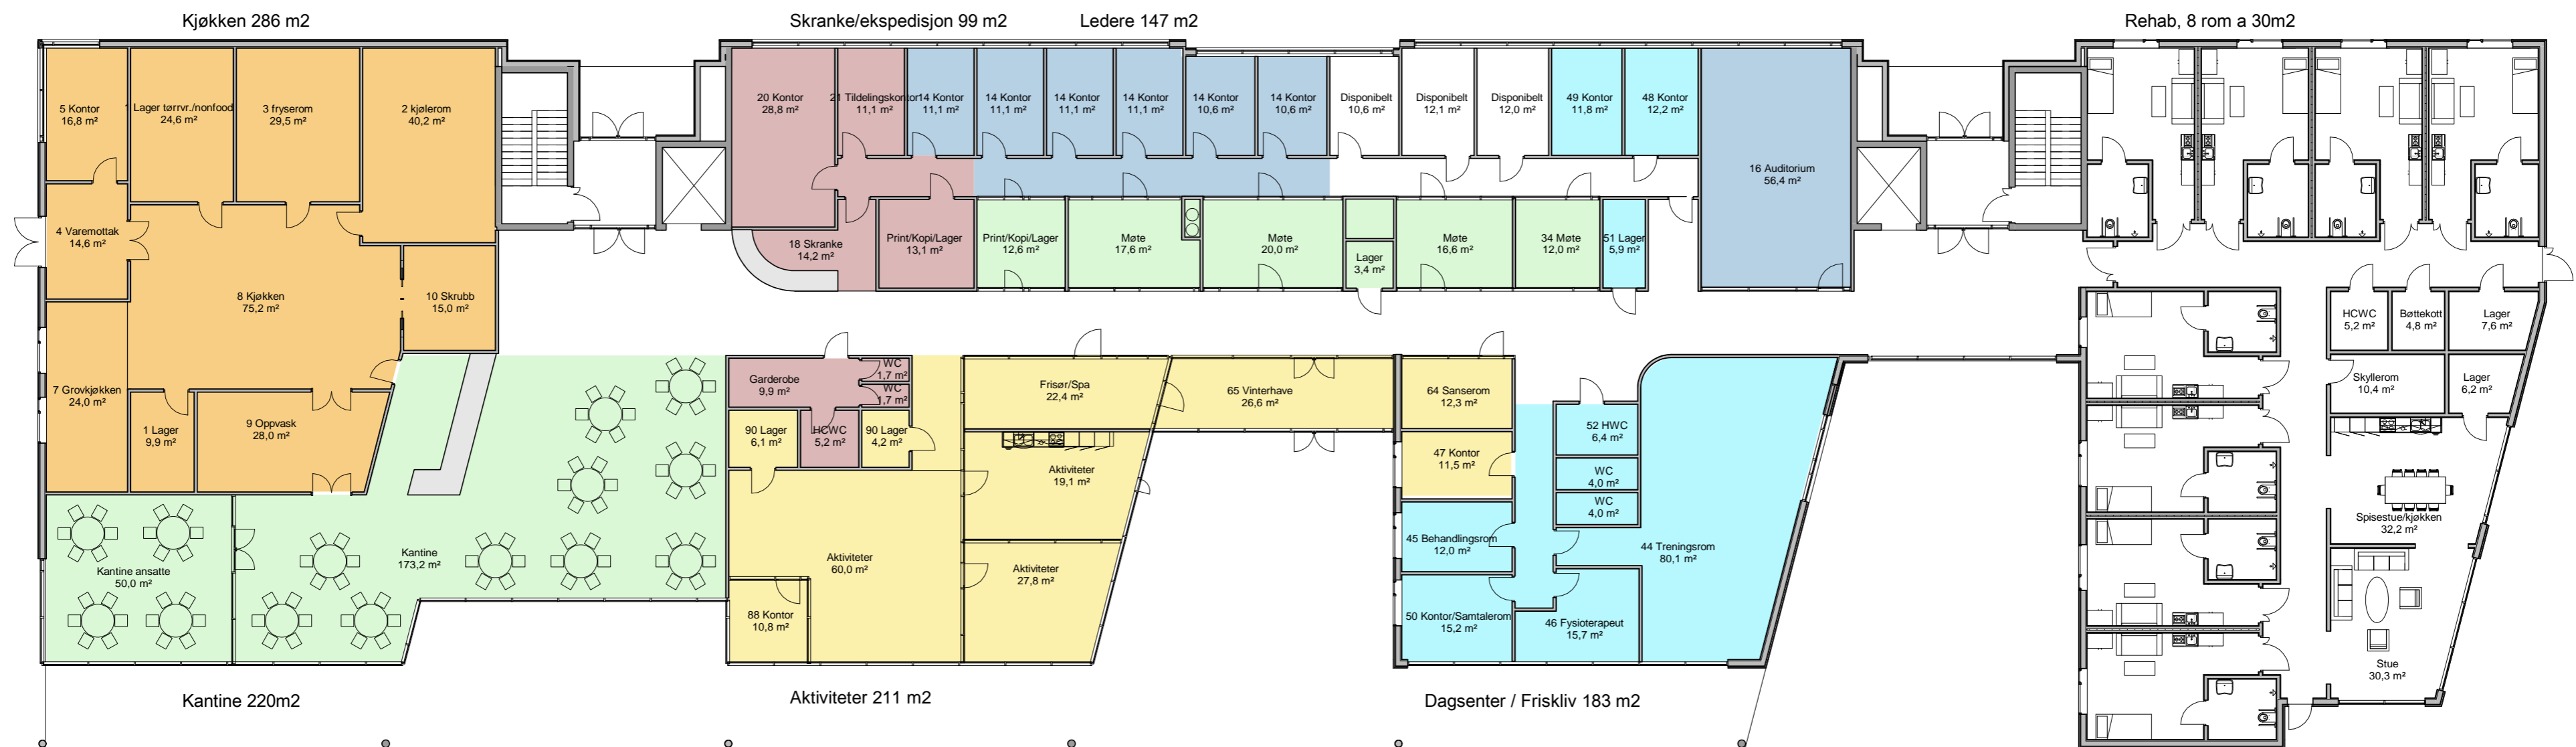 Kjøkken 286 m2
Skranke/ekspedisjon 99 m2
Ledere 147 m2
Rehab, 8 rom a 30m2
5 Kontor
16,8 m²
1 Lager tørrvr./nonfood
24,6 m²
3 fryserom
29,5 m²
2 kjølerom
40,2 m²
20 Kontor
28,8 m²
21 Tildelingskontor
11,1 m²
14 Kontor
11,1 m²
14 Kontor
11,1 m²
14 Kontor
11,1 m²
14 Kontor
11,1 m²
14 Kontor
10,6 m²
14 Kontor
10,6 m²
Disponibelt
10,6 m²
Disponibelt
12,1 m²
Disponibelt
12,0 m²
49 Kontor
11,8 m²
48 Kontor
12,2 m²
16 Auditorium
56,4 m²
4 Varemottak
14,6 m²
18 Skranke
14,2 m²
Print/Kopi/Lager
13,1 m²
Print/Kopi/Lager
12,6 m²
Møte
17,6 m²
Møte
20,0 m²
Lager
3,4 m²
Møte
16,6 m²
34 Møte
12,0 m²
51 Lager
5,9 m²
8 Kjøkken
75,2 m²
10 Skrubb
15,0 m²
HCWC
5,2 m²
Bøttekott
4,8 m²
Lager
7,6 m²
7 Grovkjøkken
24,0 m²
1 Lager
9,9 m²
9 Oppvask
28,0 m²
Garderobe
9,9 m²
WC
1,7 m²
WC
1,7 m²
90 Lager
6,1 m²
HCWC
5,2 m²
90 Lager
4,2 m²
Frisør/Spa
22,4 m²
65 Vinterhave
26,6 m²
64 Sanserom
12,3 m²
52 HWC
6,4 m²
Skyllerom
10,4 m²
Lager
6,2 m²
Aktiviteter
19,1 m²
47 Kontor
11,5 m²
WC
4,0 m²
WC
4,0 m²
Spisestue/kjøkken
32,2 m²
Kantine ansatte
50,0 m²
Kantine
173,2 m²
Aktiviteter
60,0 m²
Aktiviteter
27,8 m²
45 Behandlingsrom
12,0 m²
44 Treningsrom
80,1 m²
88 Kontor
10,8 m²
50 Kontor/Samtalerom
15,2 m²
46 Fysioterapeut
15,7 m²
Stue
30,3 m²
Kantine 220m2
Aktiviteter 211 m2
Dagsenter / Friskliv 183 m2